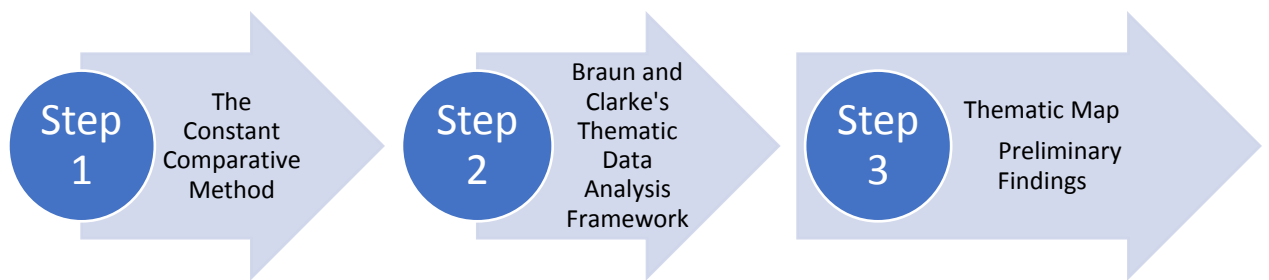 Step
1
The
Constant
Comparative
Method
Step
2
Braun and
Clarke's
Thematic
Data
Analysis
Framework
Step
3
Thematic Map
Preliminary
Findings